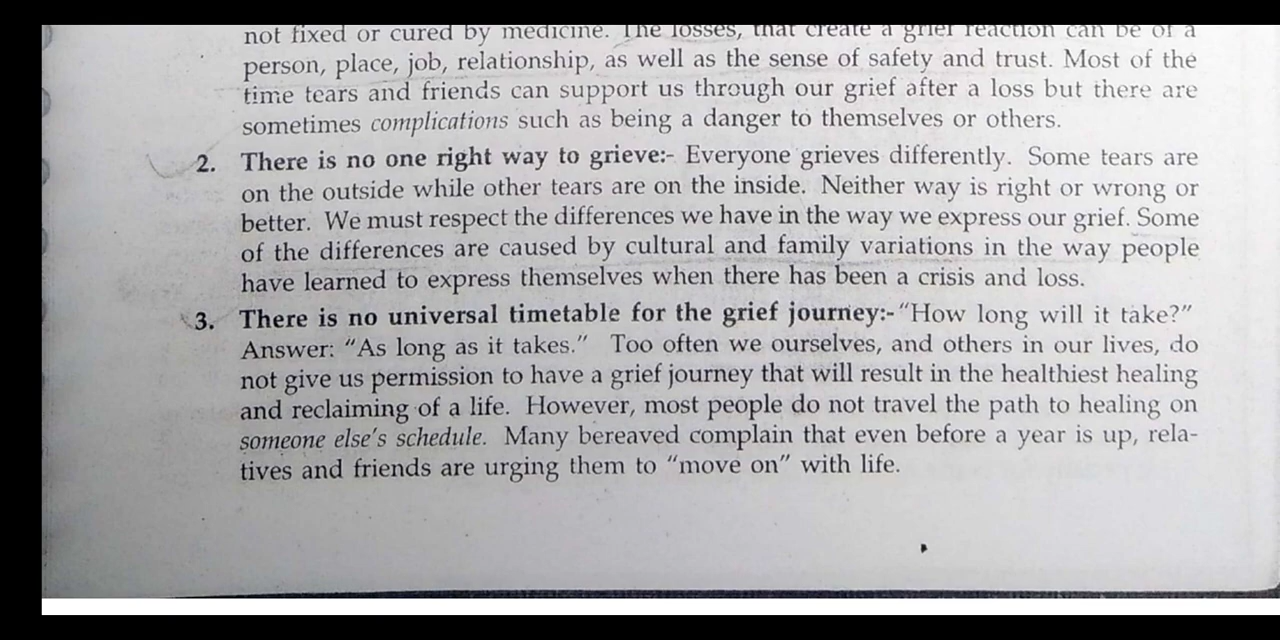 not fixed or cured by medicine. The losses, that create a grief reaction can be of a
person, place, job, relationship, as well as the sense of safety and trust. Most of the
time tears and friends can support us through our grief after a loss but there are
sometimes complications such as being a danger to themselves or others.
2. There is no one right way to grieve:- Everyone grieves differently. Some tears are
on the outside while other tears are on the inside. Neither way is right or wrong or
better. We must respect the differences we have in the way we express our grief. Some
of the differences are caused by cultural and family variations in the way people
have learned to express themselves when there has been a crisis and loss.
3. There is no universal timetable for the grief journey:- “How long will it take?”
Answer: “As long as it takes.” Too often we ourselves, and others in our lives, do
not give us permission to have a grief journey that will result in the healthiest healing
and reclaiming of a life. However, most people do not travel the path to healing on
someone else's schedule. Many bereaved complain that even before a year is up, rela-
tives and friends are urging them to “move on” with life.